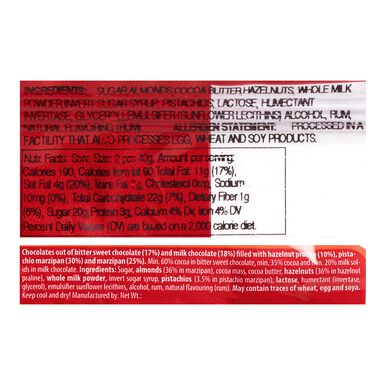 INGREDIENTS: SUGAR ALMONDS COCOA BUTTER HAZELNUTS, WHOLE MILK
POWDER INVERT SUGAR SYRUP, PISTACHIOS, LACTOSE, HUMECTANT
INVERTASE, GLYCEROL EMULSIFER (SUNFLOWER LECITHINS) ALCOHOL, RUM,
NATURAL FLAVORING (RUM). ALLERGEN STATEMENT: PROCESSED IN A
FACTILITY THAT ALLO PROCESSES EGG, WHEAT AND SOY PRODUCTS.
Nutr. Facts: Serv. Size: 2 pcs 40g, Amount per serving:
Calories 190, Calories from fat 90, Total Fat: 11g (17%),
Sat Fat 4g (20%), Trans Fat 0g, Cholesterol 0mg, Sodium
10mg (0%), Total Carbohydrate 22g (7%), Dietary Fiber 1g
(5%), Sugar 20g, Protein 3g, Calcium 4% DV, Iron 4% DV
Percent Daily Values (DV) are based on a 2,000 calorie diet.
Chocolates out of bitter sweet chocolate (17%) and milk chocolate (18%) filled with hazelnut praline (10%), pista-
chio marzipan (30%) and marzipan (25%). Min. 60% cocoa in bitter sweet chocolate, min. 35% cocoa and min. 20% milk sol-
ids in milk chocolate. Ingredients: Sugar, almonds (36% in marzipan), cocoa mass, cocoa butter, hazelnuts (36% in hazelnut
praline), whole milk powder, invert sugar syrup, pistachios (3.5% in pistachio marzipan), lactose, humectant (invertase,
glycerol), emulsifier sunflower lecithins, alcohol, rum, natural flavouring (rum). May contain traces of wheat, egg and soya.
Keep cool and dry! Manufactured by: Net Wt.: